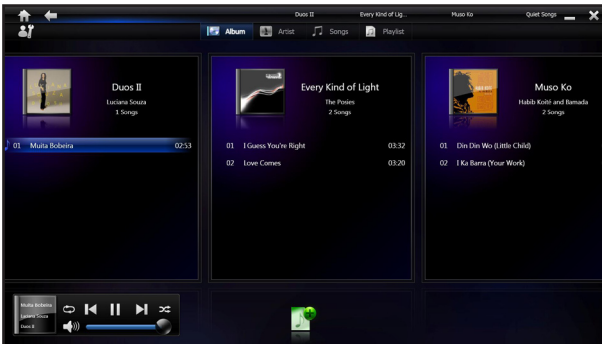 Duos II
Every Kind of Lig...
Muso Ko
Quiet Songs
Album
Artist
Songs
Playlist
Duos II
Luciana Souza
1 Songs
01 Muita Bobeira 02:53
Every Kind of Light
The Posies
2 Songs
01 I Guess You're Right 03:32
02 Love Comes 03:20
Muso Ko
Habib Koité and Bamada
2 Songs
01 Din Din Wo (Little Child)
02 I Ka Barra (Your Work)
Muita Bobeira
Luciana Souza
Duos II